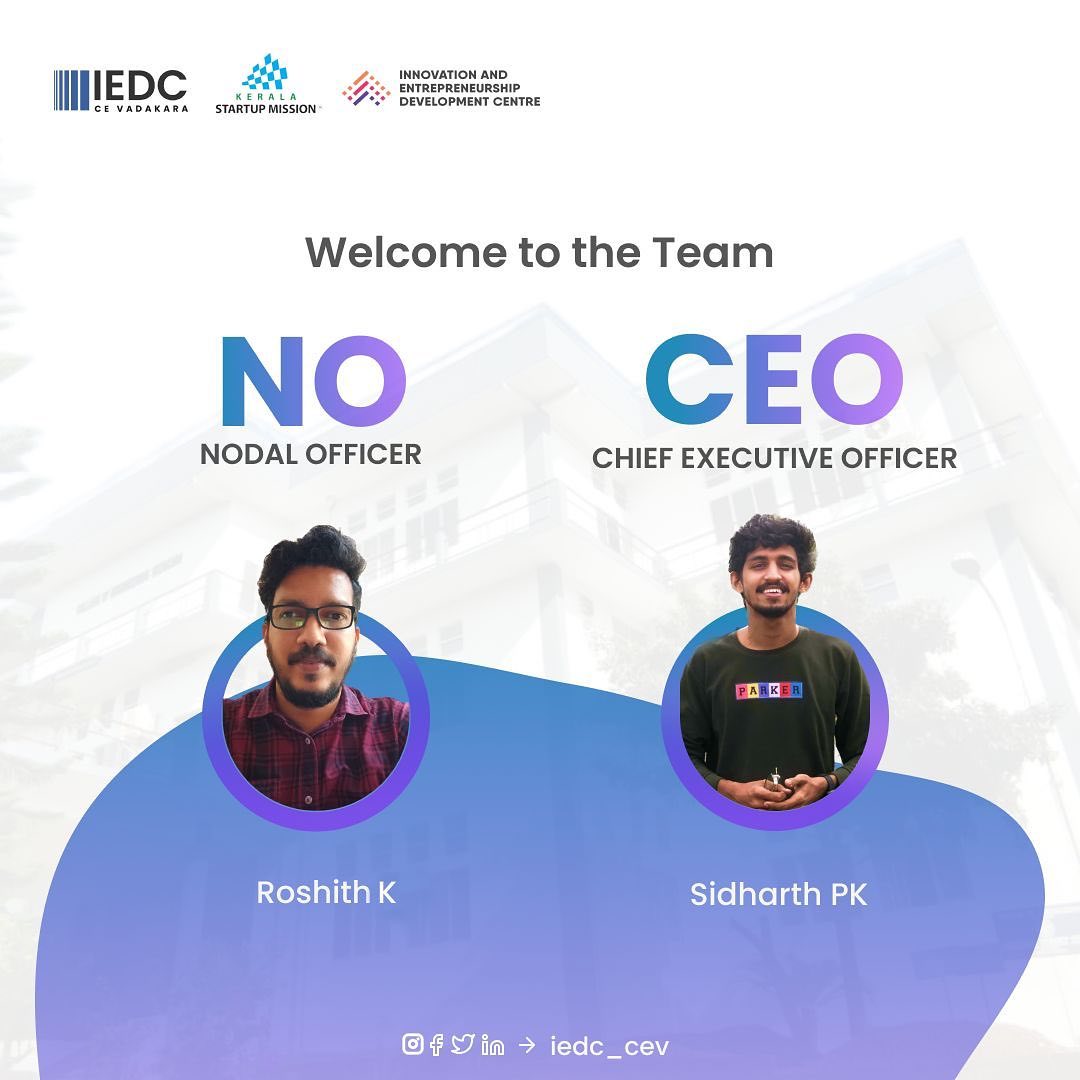 IEDC
CE VADAKARA
KERALA
STARTUP MISSION
INNOVATION AND
ENTREPRENEURSHIP
DEVELOPMENT CENTRE
Welcome to the Team
NO
NODAL OFFICER
CEO
CHIEF EXECUTIVE OFFICER
PARKER
Roshith K
Sidharth PK
iedc_cev